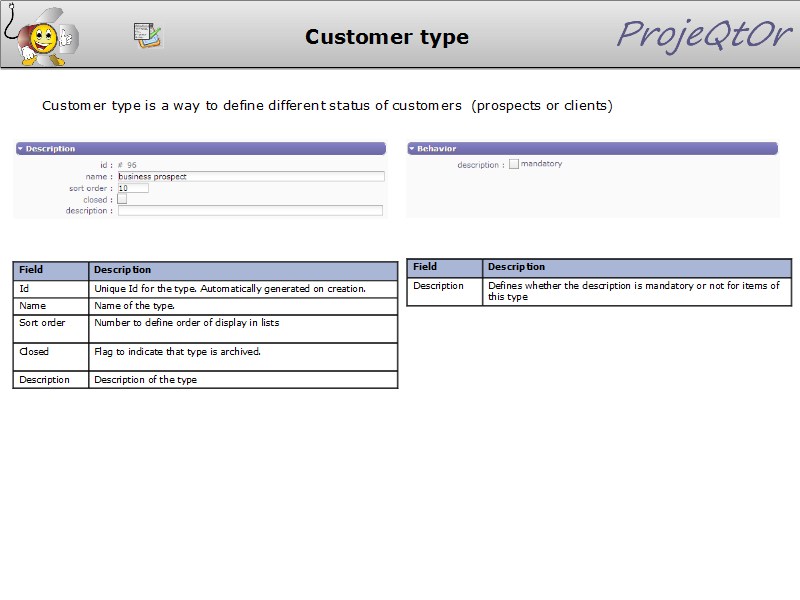 Customer type
ProjeQtOr
Customer type is a way to define different status of customers (prospects or clients)
Description
id : # 96
name : business prospect
sort order : 10
closed :
description :
Behavior
description : mandatory
Field Description
Id Unique Id for the type. Automatically generated on creation.
Name Name of the type.
Sort order Number to define order of display in lists
Closed Flag to indicate that type is archived.
Description Description of the type
Field Description
Description Defines whether the description is mandatory or not for items of
this type